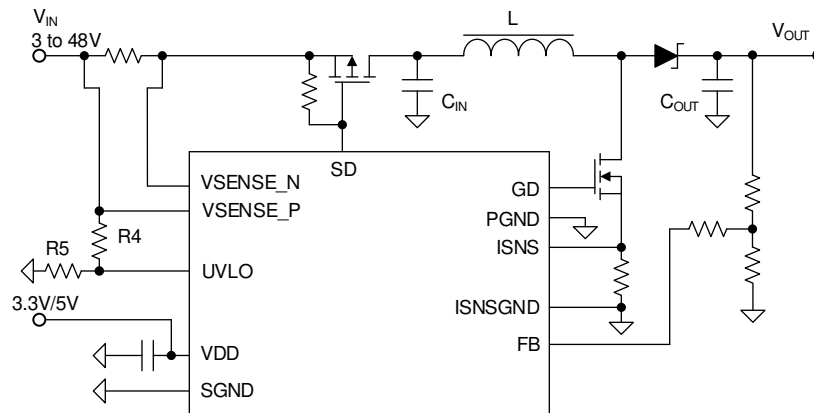 VIN
3 to 48V
L
VOUT
CIN
COUT
SD
VSENSE_N
GD
VSENSE_P
PGND
R4
ISNS
R5
UVLO
3.3V/5V
ISNSGND
VDD
FB
SGND